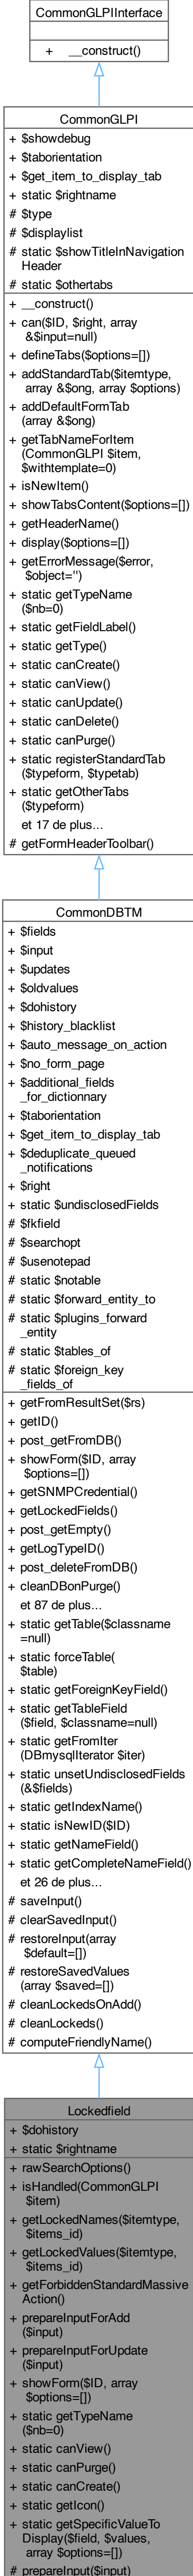 CommonGLPIInterface
+ __construct()
CommonGLPI
+ $showdebug
+ $taborientation
+ $get_item_to_display_tab
+ static $rightname
# $type
# $displaylist
# static $showTitleInNavigation
Header
# static $othertabs
+ __construct()
+ can($ID, $right, array
&$input=null)
+ defineTabs($options=[])
+ addStandardTab($itemtype,
array &$ong, array $options)
+ addDefaultFormTab
(array &$ong)
+ getTabNameForItem
(CommonGLPI $item,
$withtemplate=0)
+ isNewItem()
+ showTabsContent($options=[])
+ getHeaderName()
+ display($options=[])
+ getErrorMessage($error,
$object='')
+ static getTypeName
($nb=0)
+ static getFieldLabel()
+ static getType()
+ static canCreate()
+ static canView()
+ static canUpdate()
+ static canDelete()
+ static canPurge()
+ static registerStandardTab
($typeform, $typetab)
+ static getOtherTabs
($typeform)
et 17 de plus...
# getFormHeaderToolbar()
CommonDBTM
+ $fields
+ $input
+ $updates
+ $oldvalues
+ $dohistory
+ $history_blacklist
+ $auto_message_on_action
+ $no_form_page
+ $additional_fields
_for_dictionnary
+ $taborientation
+ $get_item_to_display_tab
+ $deduplicate_queued
_notifications
+ $right
+ static $undisclosedFields
# $fkfield
# $searchopt
# $usenotepad
# static $notable
# static $forward_entity_to
# static $plugins_forward
_entity
# static $tables_of
# static $foreign_key
_fields_of
+ getFromResultSet($rs)
+ getID()
+ post_getFromDB()
+ showForm($ID, array
$options=[])
+ getSNMPCredential()
+ getLockedFields()
+ post_getEmpty()
+ getLogTypeID()
+ post_deleteFromDB()
+ cleanDBonPurge()
et 87 de plus...
+ static getTable($classname
=null)
+ static forceTable(
$table)
+ static getForeignKeyField()
+ static getTableField
($field, $classname=null)
+ static getFromIter
(DBmysqlIterator $iter)
+ static unsetUndisclosedFields
(&$fields)
+ static getIndexName()
+ static isNewID($ID)
+ static getNameField()
+ static getCompleteNameField()
et 26 de plus...
# saveInput()
# clearSavedInput()
# restoreInput(array
$default=[])
# restoreSavedValues
(array $saved=[])
# cleanLockedsOnAdd()
# cleanLockeds()
# computeFriendlyName()
Lockedfield
+ $dohistory
+ static $rightname
+ rawSearchOptions()
+ isHandled(CommonGLPI
$item)
+ getLockedNames($itemtype,
$items_id)
+ getLockedValues($itemtype,
$items_id)
+ getForbiddenStandardMassive
Action()
+ prepareInputForAdd
($input)
+ prepareInputForUpdate
($input)
+ showForm($ID, array
$options=[])
+ static getTypeName
($nb=0)
+ static canView()
+ static canPurge()
+ static canCreate()
+ static getIcon()
+ static getSpecificValueTo
Display($field, $values,
array $options=[])
# prepareInput($input)